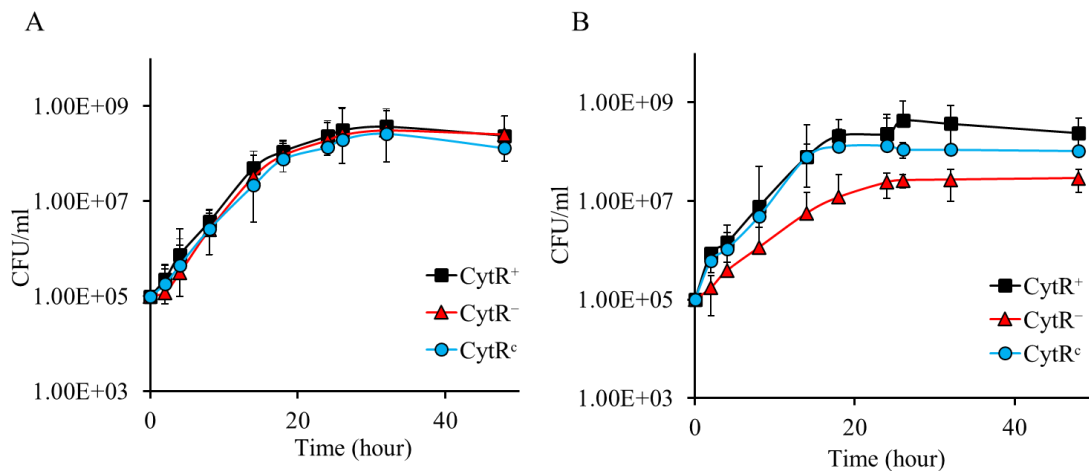 A
1.00E+09
1.00E+07
1.00E+05
1.00E+03
CFU/ml
0
20
40
Time (hour)
CytR⁺
CytR⁻
CytRᶜ
B
1.00E+09
1.00E+07
1.00E+05
1.00E+03
CFU/ml
0
20
40
Time (hour)
CytR⁺
CytR⁻
CytRᶜ